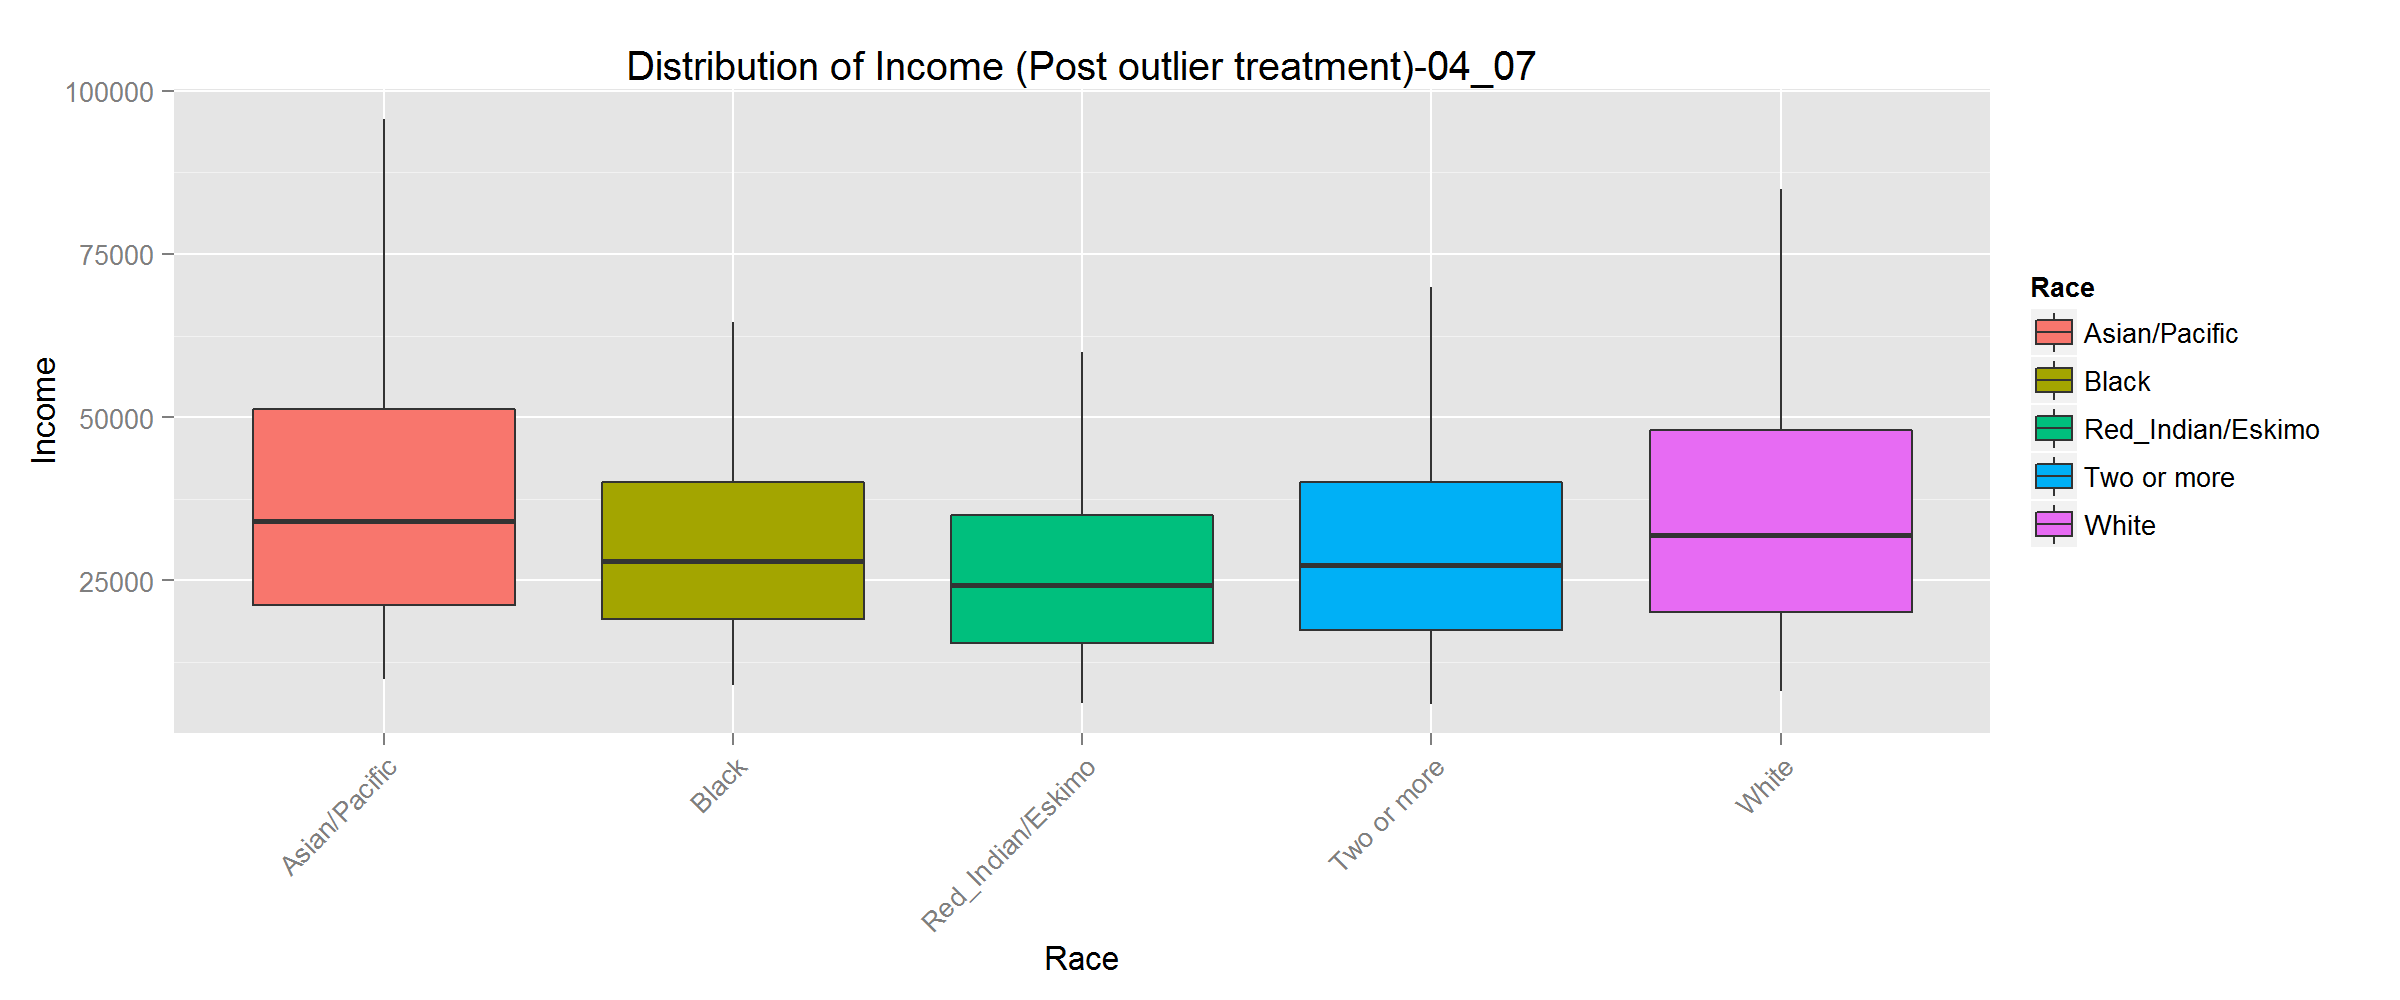 Distribution of Income (Post outlier treatment)-04_07
100000
75000
50000
25000
Income
Asian/Pacific
Black
Red_Indian/Eskimo
Two or more
White
Race
Race
Asian/Pacific
Black
Red_Indian/Eskimo
Two or more
White